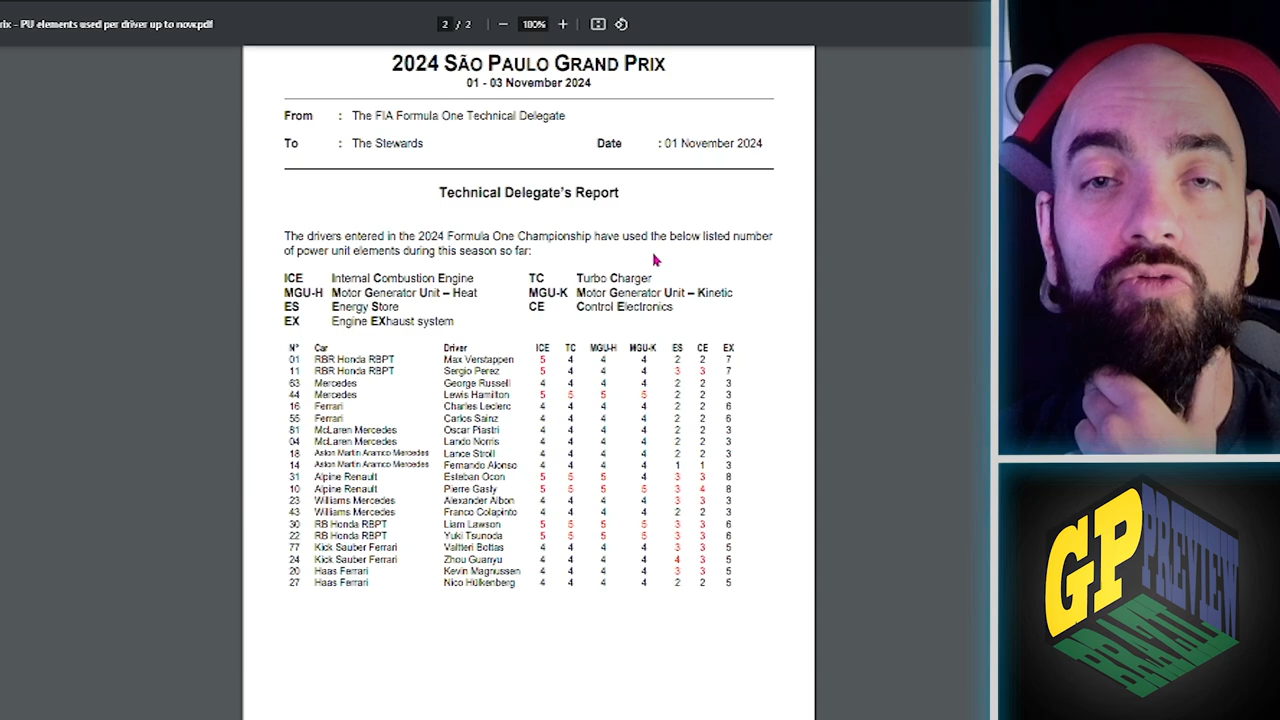 rix - PU elements used per driver up to now.pdf
2 / 2
100%
2024 SÃO PAULO GRAND PRIX
01 - 03 November 2024
From : The FIA Formula One Technical Delegate
To : The Stewards Date : 01 November 2024
Technical Delegate's Report
The drivers entered in the 2024 Formula One Championship have used the below listed number
of power unit elements during this season so far:
ICE Internal Combustion Engine TC Turbo Charger
MGU-H Motor Generator Unit – Heat MGU-K Motor Generator Unit – Kinetic
ES Energy Store CE Control Electronics
EX Engine EXhaust system
N° Car Driver ICE TC MGU-H MGU-K ES CE EX
01 RBR Honda RBPT Max Verstappen 5 4 4 4 2 2 7
11 RBR Honda RBPT Sergio Perez 5 4 4 4 3 3 7
63 Mercedes George Russell 4 4 4 4 2 2 3
44 Mercedes Lewis Hamilton 5 5 5 5 2 2 3
16 Ferrari Charles Leclerc 4 4 4 4 2 2 6
55 Ferrari Carlos Sainz 4 4 4 4 2 2 6
81 McLaren Mercedes Oscar Piastri 4 4 4 4 2 2 3
04 McLaren Mercedes Lando Norris 4 4 4 4 2 2 3
18 Aston Martin Aramco Mercedes Lance Stroll 4 4 4 4 2 2 3
14 Aston Martin Aramco Mercedes Fernando Alonso 4 4 4 4 1 1 3
31 Alpine Renault Esteban Ocon 5 5 5 4 3 3 8
10 Alpine Renault Pierre Gasly 5 5 5 5 3 4 8
23 Williams Mercedes Alexander Albon 4 4 4 4 3 3 3
43 Williams Mercedes Franco Colapinto 4 4 4 4 2 2 3
30 RB Honda RBPT Liam Lawson 5 5 5 5 3 3 6
22 RB Honda RBPT Yuki Tsunoda 5 5 5 5 3 3 6
77 Kick Sauber Ferrari Valtteri Bottas 4 4 4 4 3 3 5
24 Kick Sauber Ferrari Zhou Guanyu 4 4 4 4 4 3 5
20 Haas Ferrari Kevin Magnussen 4 4 4 4 3 3 5
27 Haas Ferrari Nico Hülkenberg 4 4 4 4 2 2 5
GP
PREVIEW
BRAZIL